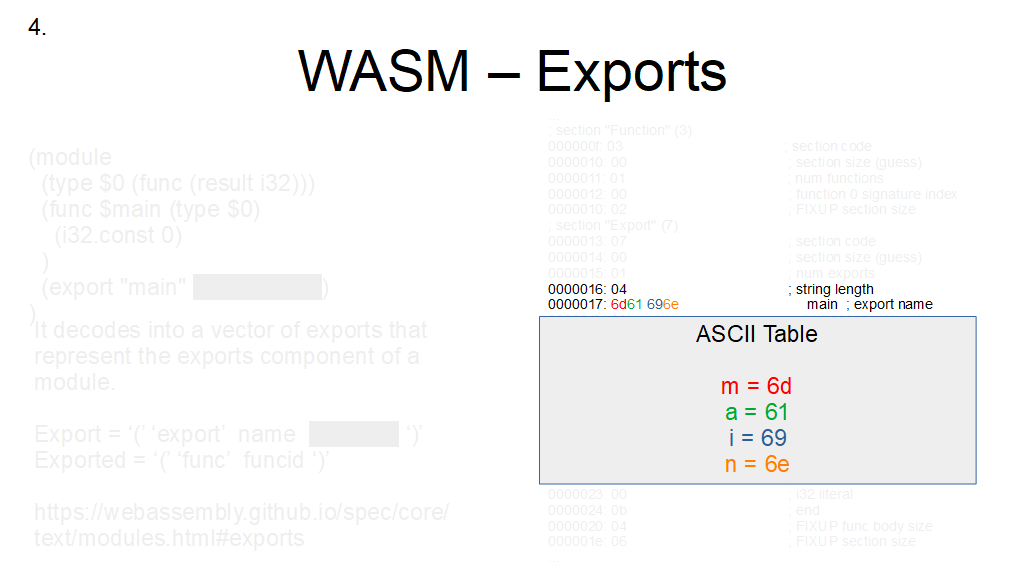 4.
WASM – Exports
(module
(type $0 (func (result i32)))
(func $main (type $0)
(i32.const 0)
)
(export "main" )
)
It decodes into a vector of exports that
represent the exports component of a
module.
Export = ‘(’ ‘export’ name ‘)’
Exported = ‘(’ ‘func’ funcid ‘)’
https://webassembly.github.io/spec/core/
text/modules.html#exports
; section "Function" (3)
000000f: 03 ; section code
0000010: 00 ; section size (guess)
0000011: 01 ; num functions
0000012: 00 ; function 0 signature index
0000010: 02 ; FIXUP section size
; section "Export" (7)
0000013: 07 ; section code
0000014: 00 ; section size (guess)
0000015: 01 ; num exports
0000016: 04 ; string length
0000017: 6d61 696e main ; export name
ASCII Table
m = 6d
a = 61
i = 69
n = 6e
0000023: 00 ; i32 literal
0000024: 0b ; end
0000020: 04 ; FIXUP func body size
000001e: 06 ; FIXUP section size